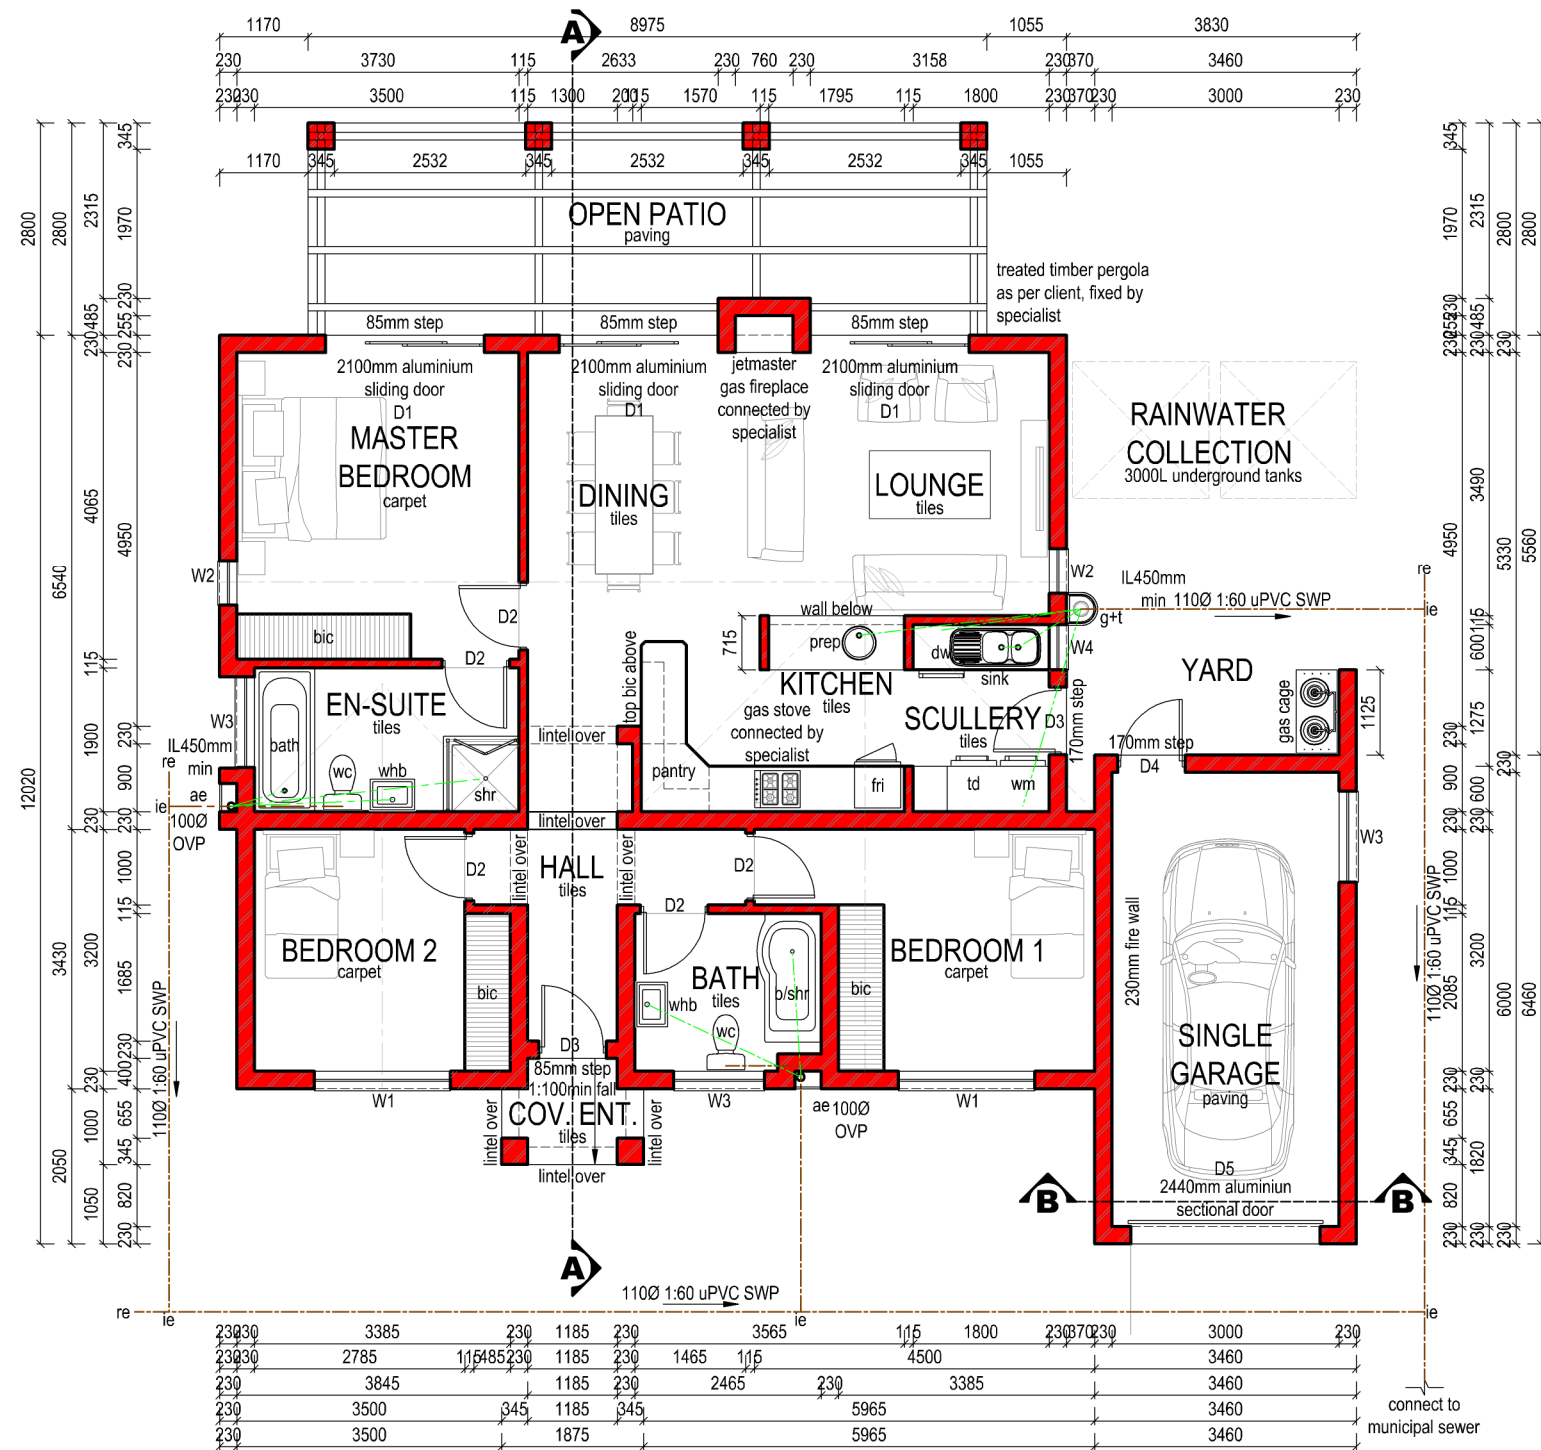 1170 8975 1055 3830
A
230 3730 115 2633 230 760 230 3158 230 370 3460
230 230 3500 115 1300 200 115 1570 115 1795 115 1800 230 370 230 3000 230
1170 345 2532 345 2532 345 2532 345 1055
OPEN PATIO
paving
treated timber pergola
as per client, fixed by
specialist
85mm step
85mm step
85mm step
2100mm aluminium
sliding door
D1
2100mm aluminium
sliding door
D1
jetmaster
gas fireplace
connected by
specialist
2100mm aluminium
sliding door
D1
MASTER
BEDROOM
carpet
DINING
tiles
LOUNGE
tiles
RAINWATER
COLLECTION
3000L underground tanks
W2
W2
IL450mm
min 110Ø 1:60 uPVC SWP
re
ie
g+t
D2
bic
D2
wall below
715
prep
dw
sink
W4
top bic above
KITCHEN
tiles
gas stove
connected by
specialist
SCULLERY
tiles
D3
170mm step
YARD
gas cage
1125
170mm step
D4
W3
EN-SUITE
tiles
bath
wc
whb
shr
IL450mm
re
min
ae
ie
100Ø
OVP
lintel over
pantry
fri
td
wm
lintel over
lintel over
lintel over
HALL
tiles
D2
D2
D2
W3
BEDROOM 2
carpet
bic
BATH
tiles
whb
wc
b/shr
bic
BEDROOM 1
carpet
230mm fire wall
SINGLE
GARAGE
paving
D3
85mm step
1:100min fall
COV. ENT.
tiles
lintel over
lintel over
lintel over
W1
W3
W1
ae 100Ø
OVP
D5
2440mm aluminiun
sectional door
B
B
A
110Ø 1:60 uPVC SWP
110Ø 1:60 uPVC SWP
110Ø 1:60 uPVC SWP
re
ie
ie
ie
2800 12020
2800 6540 3430 2050
2315 485 230 4065 115 1900 230 3200 230 1000 1050
345 1970 230 255 230 4950 230 900 230 1000 115 1685 230 400 655 345 820 230
345 1970 230 255 230 4950 1275 230 900 230 1000 115 2085 230 655 345 820 230
2315 485 3490 115 600 600 230 3200 230 1820 230
2800 230 5330 230 6000 230
2800 5560 6460
230 230 3385 230 1185 230 3565 115 1800 230 370 230 3000 230
230 230 2785 115 485 230 1185 230 1465 115 4500 3460
230 3845 1185 230 2465 230 3385 3460
230 3500 345 1185 345 5965 3460
230 3500 1875 5965 3460
connect to
municipal sewer